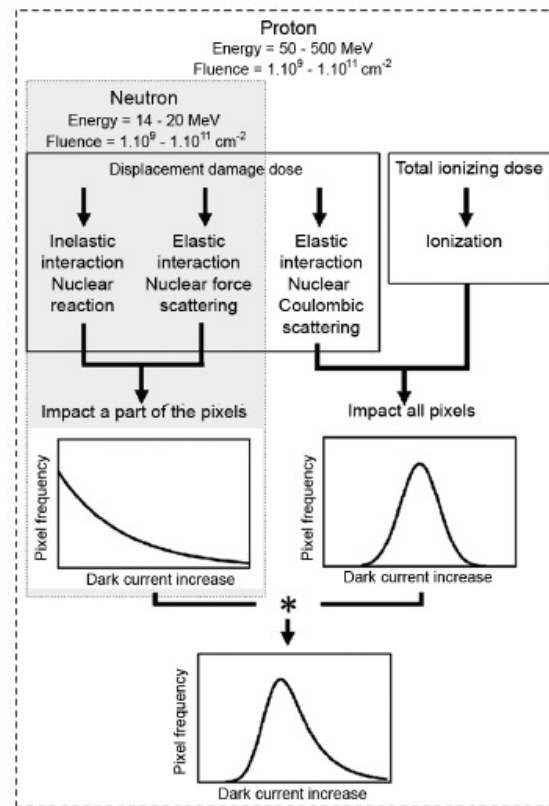 Proton
Energy = 50 - 500 MeV
Fluence = 1.10⁹ - 1.10¹¹ cm⁻²
Neutron
Energy = 14 - 20 MeV
Fluence = 1.10⁹ - 1.10¹¹ cm⁻²
Displacement damage dose
Total ionizing dose
Inelastic
interaction
Nuclear
reaction
Elastic
interaction
Nuclear force
scattering
Elastic
interaction
Nuclear
Coulombic
scattering
Ionization
Impact a part of the pixels
Impact all pixels
Pixel frequency
Dark current increase
Pixel frequency
Dark current increase
*
Pixel frequency
Dark current increase